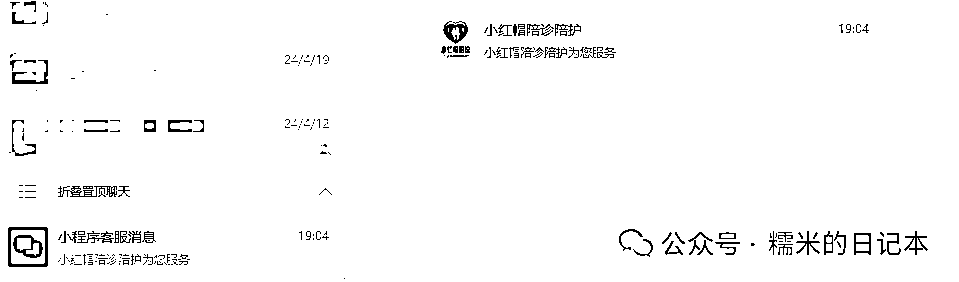 24/4/19
24/4/12
折叠置顶聊天
小程序客服消息
19:04
小红帽陪诊陪护为您服务
小红帽陪诊陪护
19:04
小红帽陪诊陪护为您服务
公众号 · 糯米的日记本